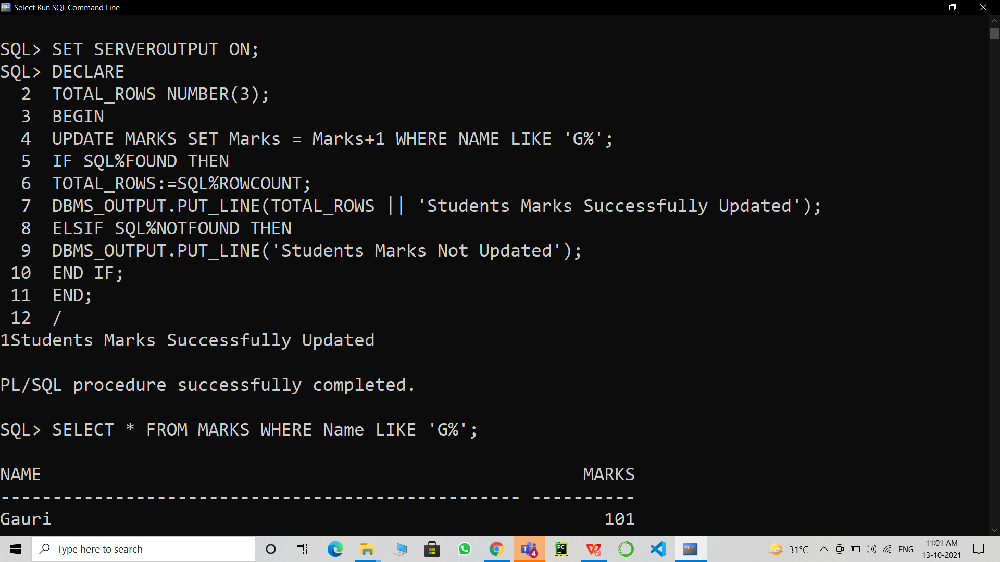 Select Run SQL Command Line
SQL> SET SERVEROUTPUT ON;
SQL> DECLARE
  2  TOTAL_ROWS NUMBER(3);
  3  BEGIN
  4  UPDATE MARKS SET Marks = Marks+1 WHERE NAME LIKE 'G%';
  5  IF SQL%FOUND THEN
  6  TOTAL_ROWS:=SQL%ROWCOUNT;
  7  DBMS_OUTPUT.PUT_LINE(TOTAL_ROWS || 'Students Marks Successfully Updated');
  8  ELSIF SQL%NOTFOUND THEN
  9  DBMS_OUTPUT.PUT_LINE('Students Marks Not Updated');
 10  END IF;
 11  END;
 12  /
1Students Marks Successfully Updated
PL/SQL procedure successfully completed.
SQL> SELECT * FROM MARKS WHERE Name LIKE 'G%';
NAME MARKS
-------------------------------------------------- ----------
Gauri 101
Type here to search
4
PC
31°C
ENG
11:01 AM
13-10-2021